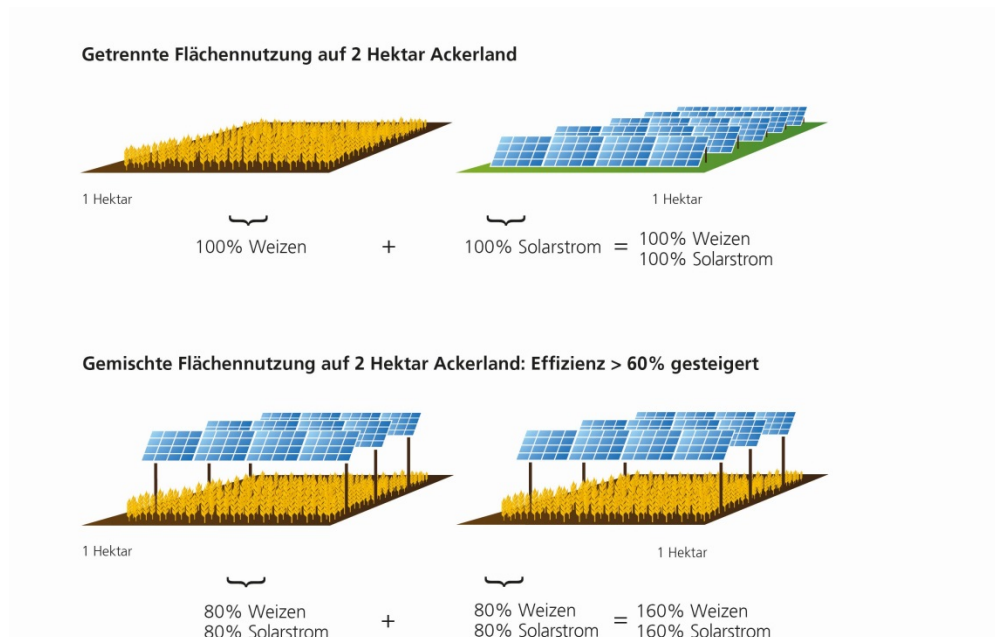 Getrennte Flächennutzung auf 2 Hektar Ackerland
1 Hektar
1 Hektar
100% Weizen + 100% Solarstrom = 100% Weizen
100% Solarstrom
Gemischte Flächennutzung auf 2 Hektar Ackerland: Effizienz > 60% gesteigert
1 Hektar
1 Hektar
80% Weizen + 80% Weizen = 160% Weizen
80% Solarstrom 80% Solarstrom 160% Solarstrom